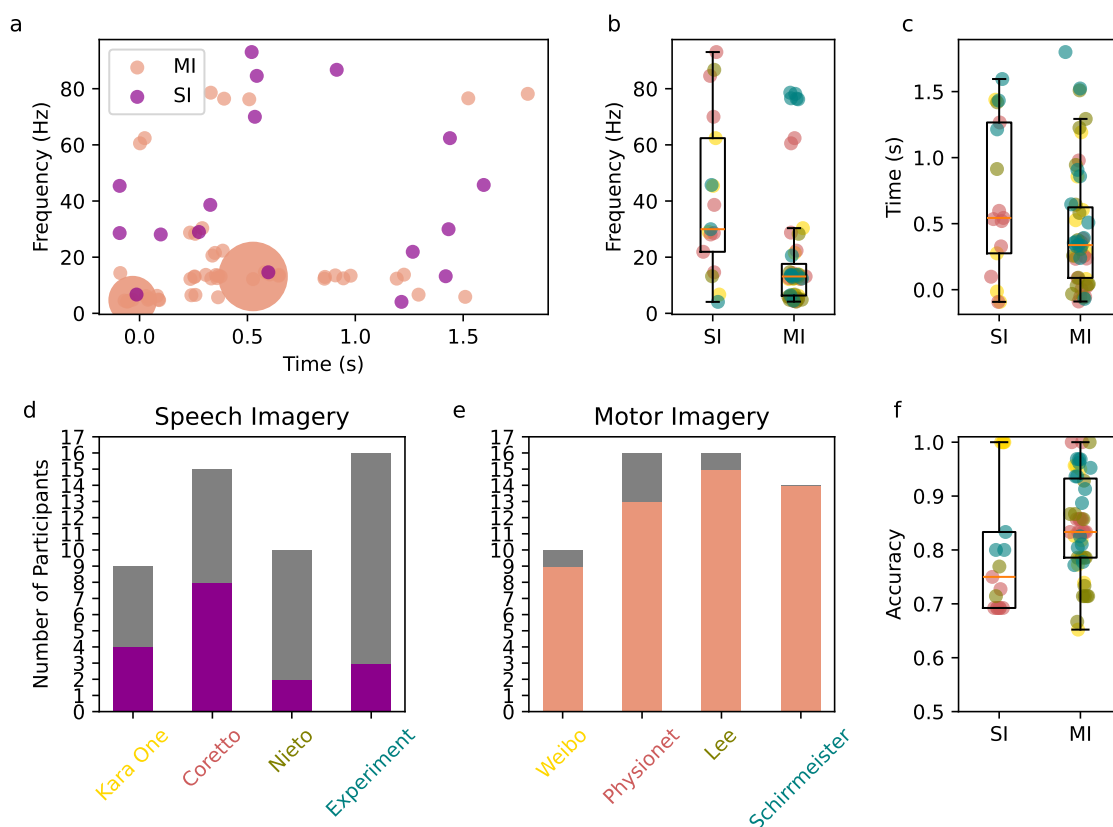 a
MI
SI
Frequency (Hz)
80
60
40
20
0
0.0 0.5 1.0 1.5
Time (s)
b
Frequency (Hz)
80
60
40
20
0
SI MI
c
Time (s)
1.5
1.0
0.5
0.0
SI MI
d
Speech Imagery
Number of Participants
17
16
15
14
13
12
11
10
9
8
7
6
5
4
3
2
1
0
Kara One
Coretto
Nieto
Experiment
e
Motor Imagery
17
16
15
14
13
12
11
10
9
8
7
6
5
4
3
2
1
0
Weibo
Physionet
Lee
Schirrmeister
f
Accuracy
1.0
0.9
0.8
0.7
0.6
0.5
SI MI